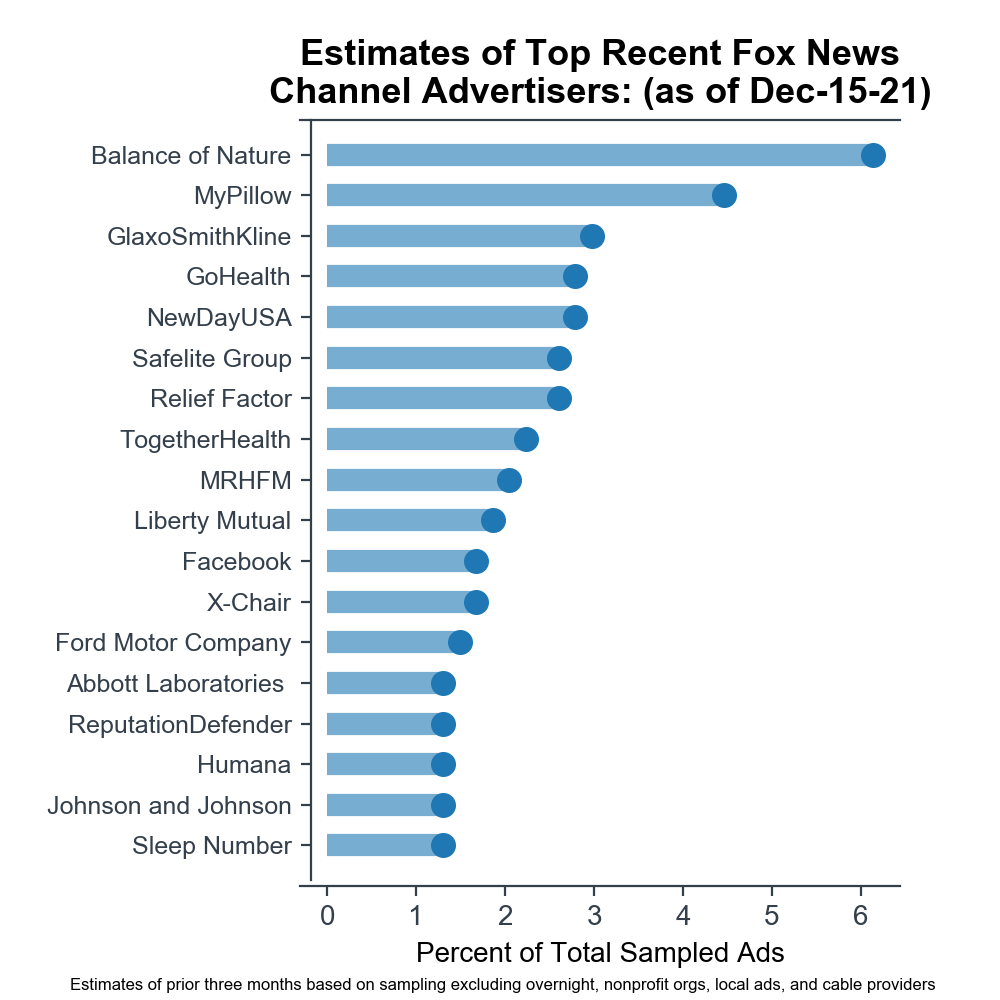 Estimates of Top Recent Fox News
Channel Advertisers: (as of Dec-15-21)
Balance of Nature
MyPillow
GlaxoSmithKline
GoHealth
NewDayUSA
Safelite Group
Relief Factor
TogetherHealth
MRHFM
Liberty Mutual
Facebook
X-Chair
Ford Motor Company
Abbott Laboratories
ReputationDefender
Humana
Johnson and Johnson
Sleep Number
0 1 2 3 4 5 6
Percent of Total Sampled Ads
Estimates of prior three months based on sampling excluding overnight, nonprofit orgs, local ads, and cable providers